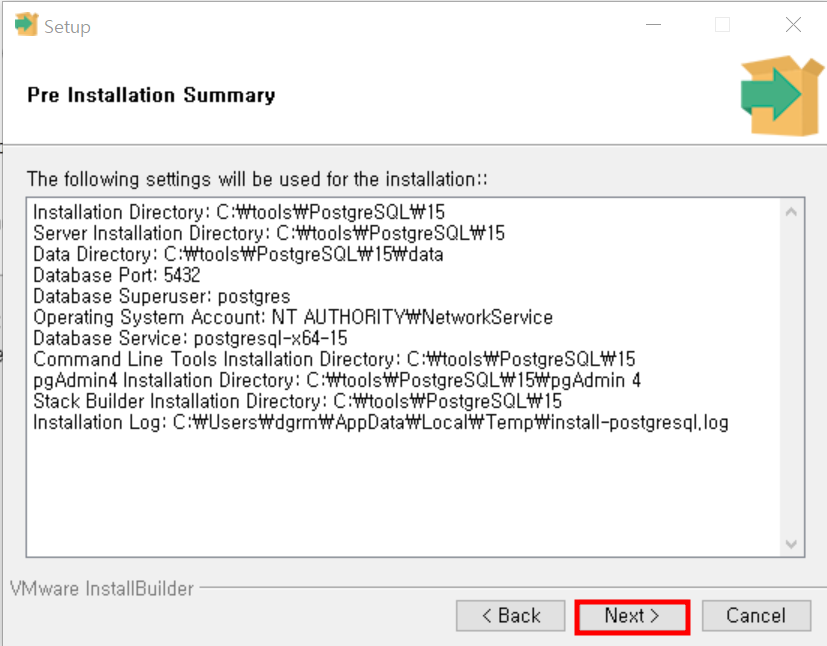 Setup
Pre Installation Summary
The following settings will be used for the installation::
Installation Directory: C:₩tools₩PostgreSQL₩15
Server Installation Directory: C:₩tools₩PostgreSQL₩15
Data Directory: C:₩tools₩PostgreSQL₩15₩data
Database Port: 5432
Database Superuser: postgres
Operating System Account: NT AUTHORITY₩NetworkService
Database Service: postgresql-x64-15
Command Line Tools Installation Directory: C:₩tools₩PostgreSQL₩15
pgAdmin4 Installation Directory: C:₩tools₩PostgreSQL₩15₩pgAdmin 4
Stack Builder Installation Directory: C:₩tools₩PostgreSQL₩15
Installation Log: C:₩Users₩dgrm₩AppData₩Local₩Temp₩install-postgresql.log
VMware InstallBuilder
< Back
Next >
Cancel